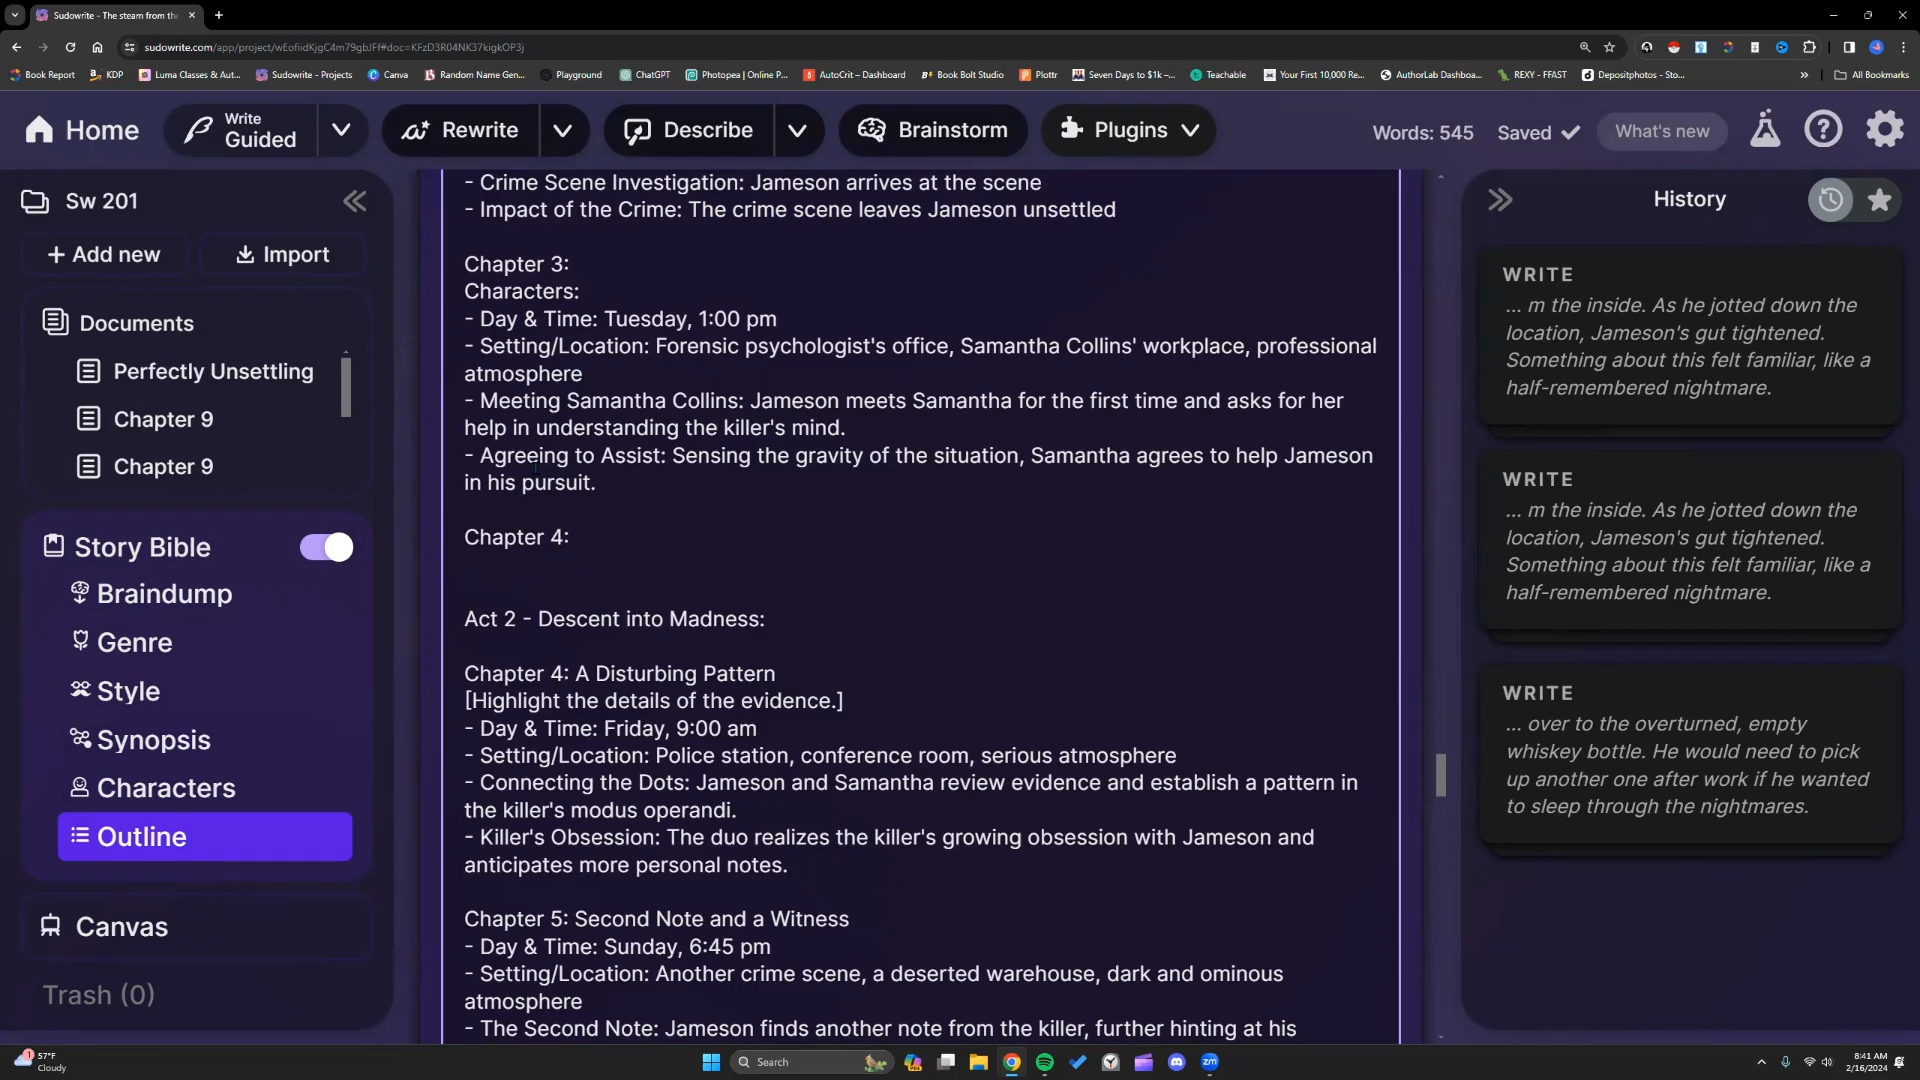 Sudowrite - The steam from the
sudowrite.com/app/project/wEofiidKjgC4m79gbJFf#doc=KFzD3R04NK37kigkOP3j
Book Report
KDP
Luma Classes & Aut...
Sudowrite - Projects
Canva
Random Name Gen...
Playground
ChatGPT
Photopea | Online P...
AutoCrit – Dashboard
Book Bolt Studio
Plottr
Seven Days to $1k –...
Teachable
Your First 10,000 Re...
AuthorLab Dashboa...
REXY - FFAST
Depositphotos - Sto...
All Bookmarks
Home
Write
Guided
Rewrite
Describe
Brainstorm
Plugins
Words: 545
Saved
What's new
Sw 201
+ Add new
Import
Documents
Perfectly Unsettling
Chapter 9
Chapter 9
Story Bible
Braindump
Genre
Style
Synopsis
Characters
Outline
Canvas
Trash (0)
- Crime Scene Investigation: Jameson arrives at the scene
- Impact of the Crime: The crime scene leaves Jameson unsettled
Chapter 3:
Characters:
- Day & Time: Tuesday, 1:00 pm
- Setting/Location: Forensic psychologist's office, Samantha Collins' workplace, professional
atmosphere
- Meeting Samantha Collins: Jameson meets Samantha for the first time and asks for her
help in understanding the killer's mind.
- Agreeing to Assist: Sensing the gravity of the situation, Samantha agrees to help Jameson
in his pursuit.
Chapter 4:
Act 2 - Descent into Madness:
Chapter 4: A Disturbing Pattern
[Highlight the details of the evidence.]
- Day & Time: Friday, 9:00 am
- Setting/Location: Police station, conference room, serious atmosphere
- Connecting the Dots: Jameson and Samantha review evidence and establish a pattern in
the killer's modus operandi.
- Killer's Obsession: The duo realizes the killer's growing obsession with Jameson and
anticipates more personal notes.
Chapter 5: Second Note and a Witness
- Day & Time: Sunday, 6:45 pm
- Setting/Location: Another crime scene, a deserted warehouse, dark and ominous
atmosphere
- The Second Note: Jameson finds another note from the killer, further hinting at his
History
WRITE
... m the inside. As he jotted down the
location, Jameson's gut tightened.
Something about this felt familiar, like a
half-remembered nightmare.
WRITE
... m the inside. As he jotted down the
location, Jameson's gut tightened.
Something about this felt familiar, like a
half-remembered nightmare.
WRITE
... over to the overturned, empty
whiskey bottle. He would need to pick
up another one after work if he wanted
to sleep through the nightmares.
1
57°F
Cloudy
Search
zm
8:41 AM
2/16/2024